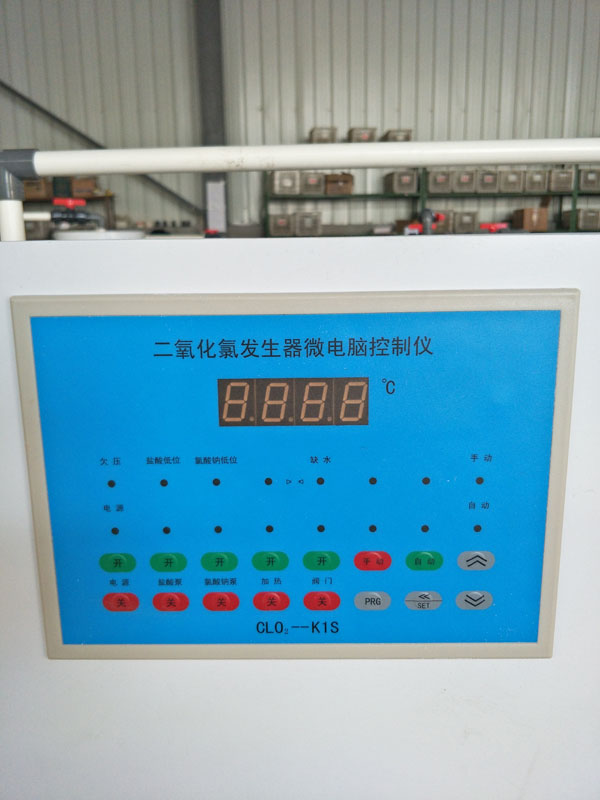 二氧化氯发生器微电脑控制仪
8.8.8.8 ℃
欠压 盐酸低位 氯酸钠低位 缺水 手动
电源 自动
开 开 开 开 开 手动 自动
电源 盐酸泵 氯酸钠泵 加热 阀门
关 关 关 关 关 PRG SET
CLO₂--K1S